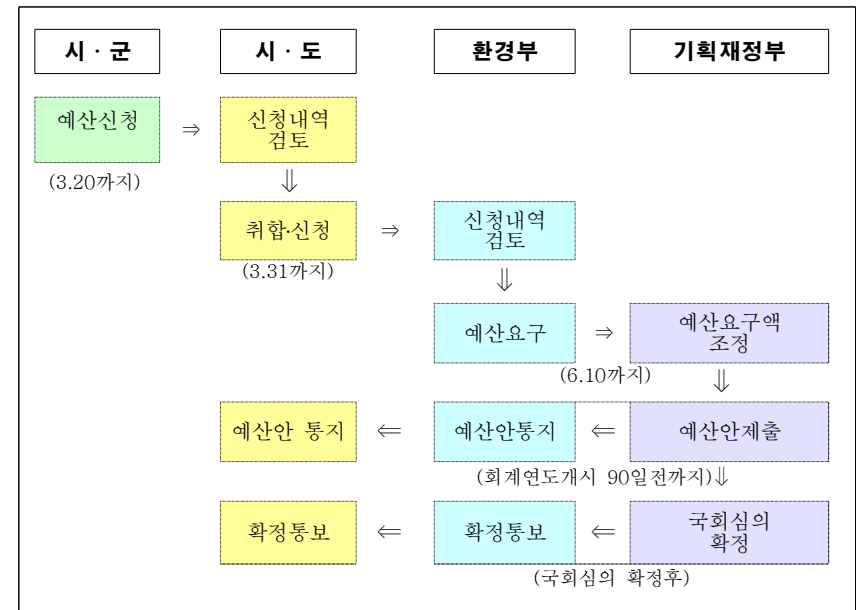 시 · 군 시 · 도 환경부 기획재정부
예산신청 ⇒ 신청내역
검토
(3.20까지) ⇓
취합·신청 ⇒ 신청내역
검토
(3.31까지) ⇓
예산요구 ⇒ 예산요구액
조정
(6.10까지) ⇓
예산안 통지 ⇐ 예산안통지 ⇐ 예산안제출
(회계연도개시 90일전까지)⇓
확정통보 ⇐ 확정통보 ⇐ 국회심의
확정
(국회심의 확정후)